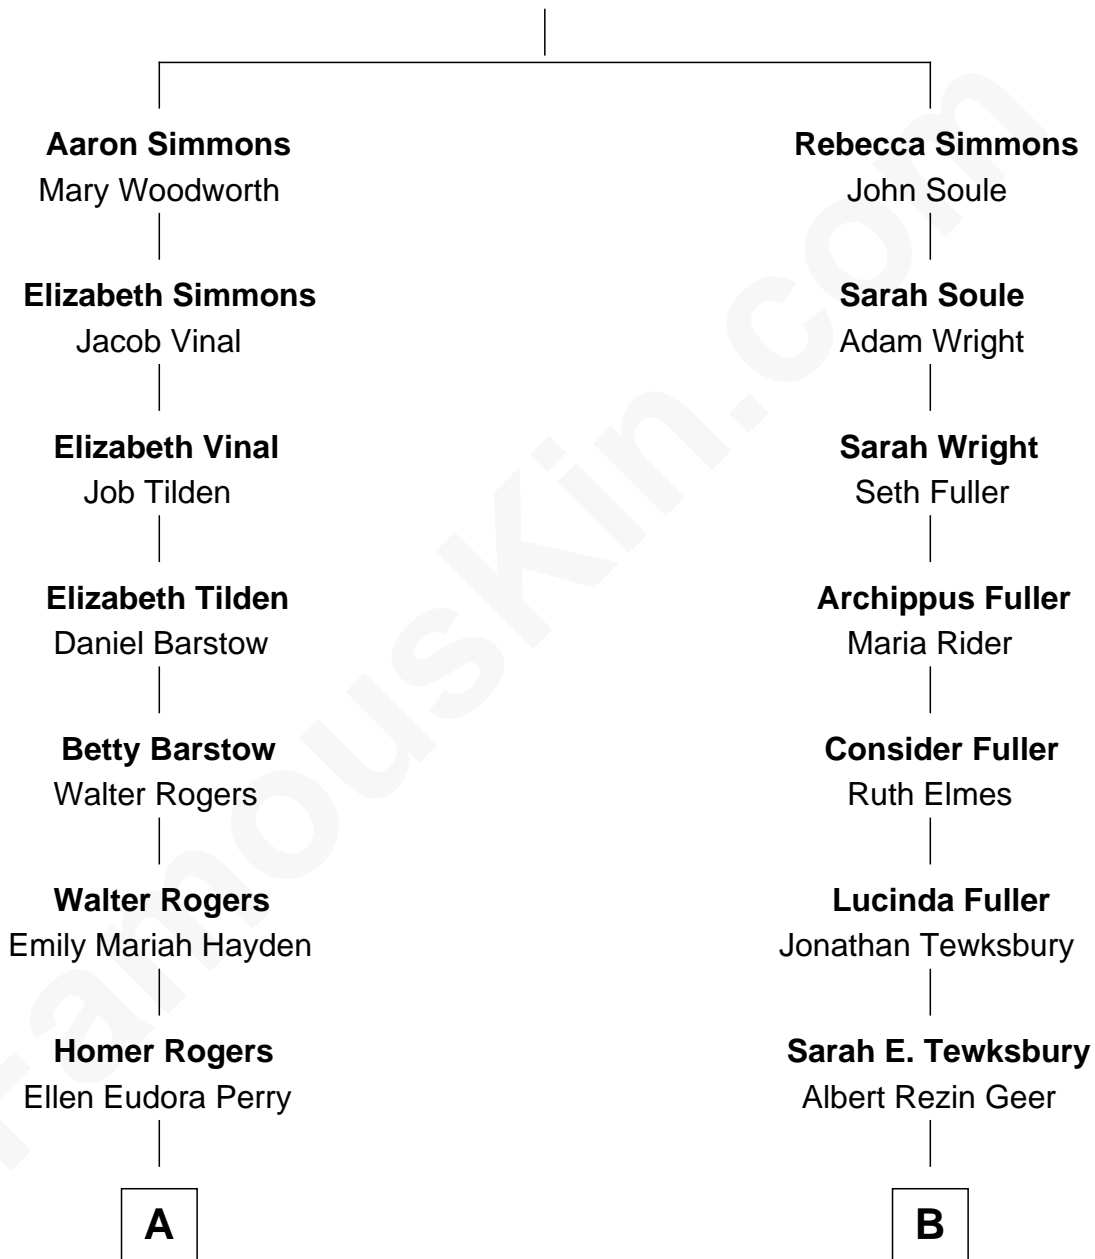 Aaron Simmons
Mary Woodworth
Rebecca Simmons
John Soule
Elizabeth Simmons
Jacob Vinal
Sarah Soule
Adam Wright
Elizabeth Vinal
Job Tilden
Sarah Wright
Seth Fuller
Elizabeth Tilden
Daniel Barstow
Archippus Fuller
Maria Rider
Betty Barstow
Walter Rogers
Consider Fuller
Ruth Elmes
Walter Rogers
Emily Mariah Hayden
Lucinda Fuller
Jonathan Tewksbury
Homer Rogers
Ellen Eudora Perry
Sarah E. Tewksbury
Albert Rezin Geer
A
B
FamousKin.com